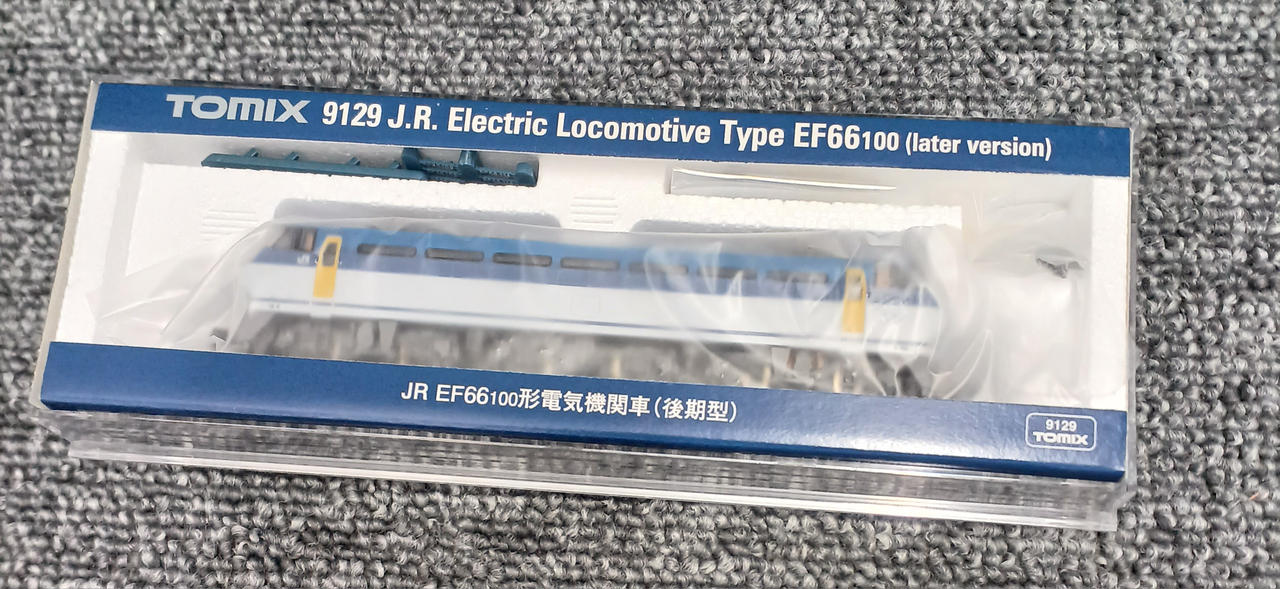 TOMIX 9129 J.R. Electric Locomotive Type EF66100 (later version)
JR
JR EF66100形電気機関車(後期型)
9129
TOMIX